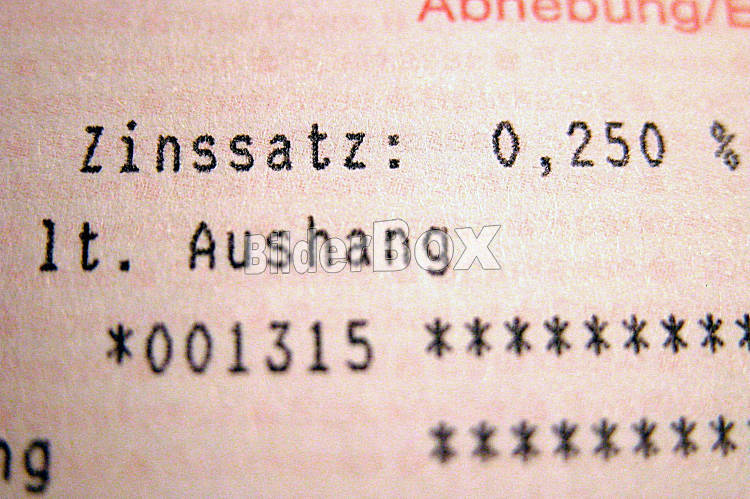 Abhebung/E
Zinssatz: 0,250 %
lt. Aushang
BilderBOX
*001315 *********
ng *********